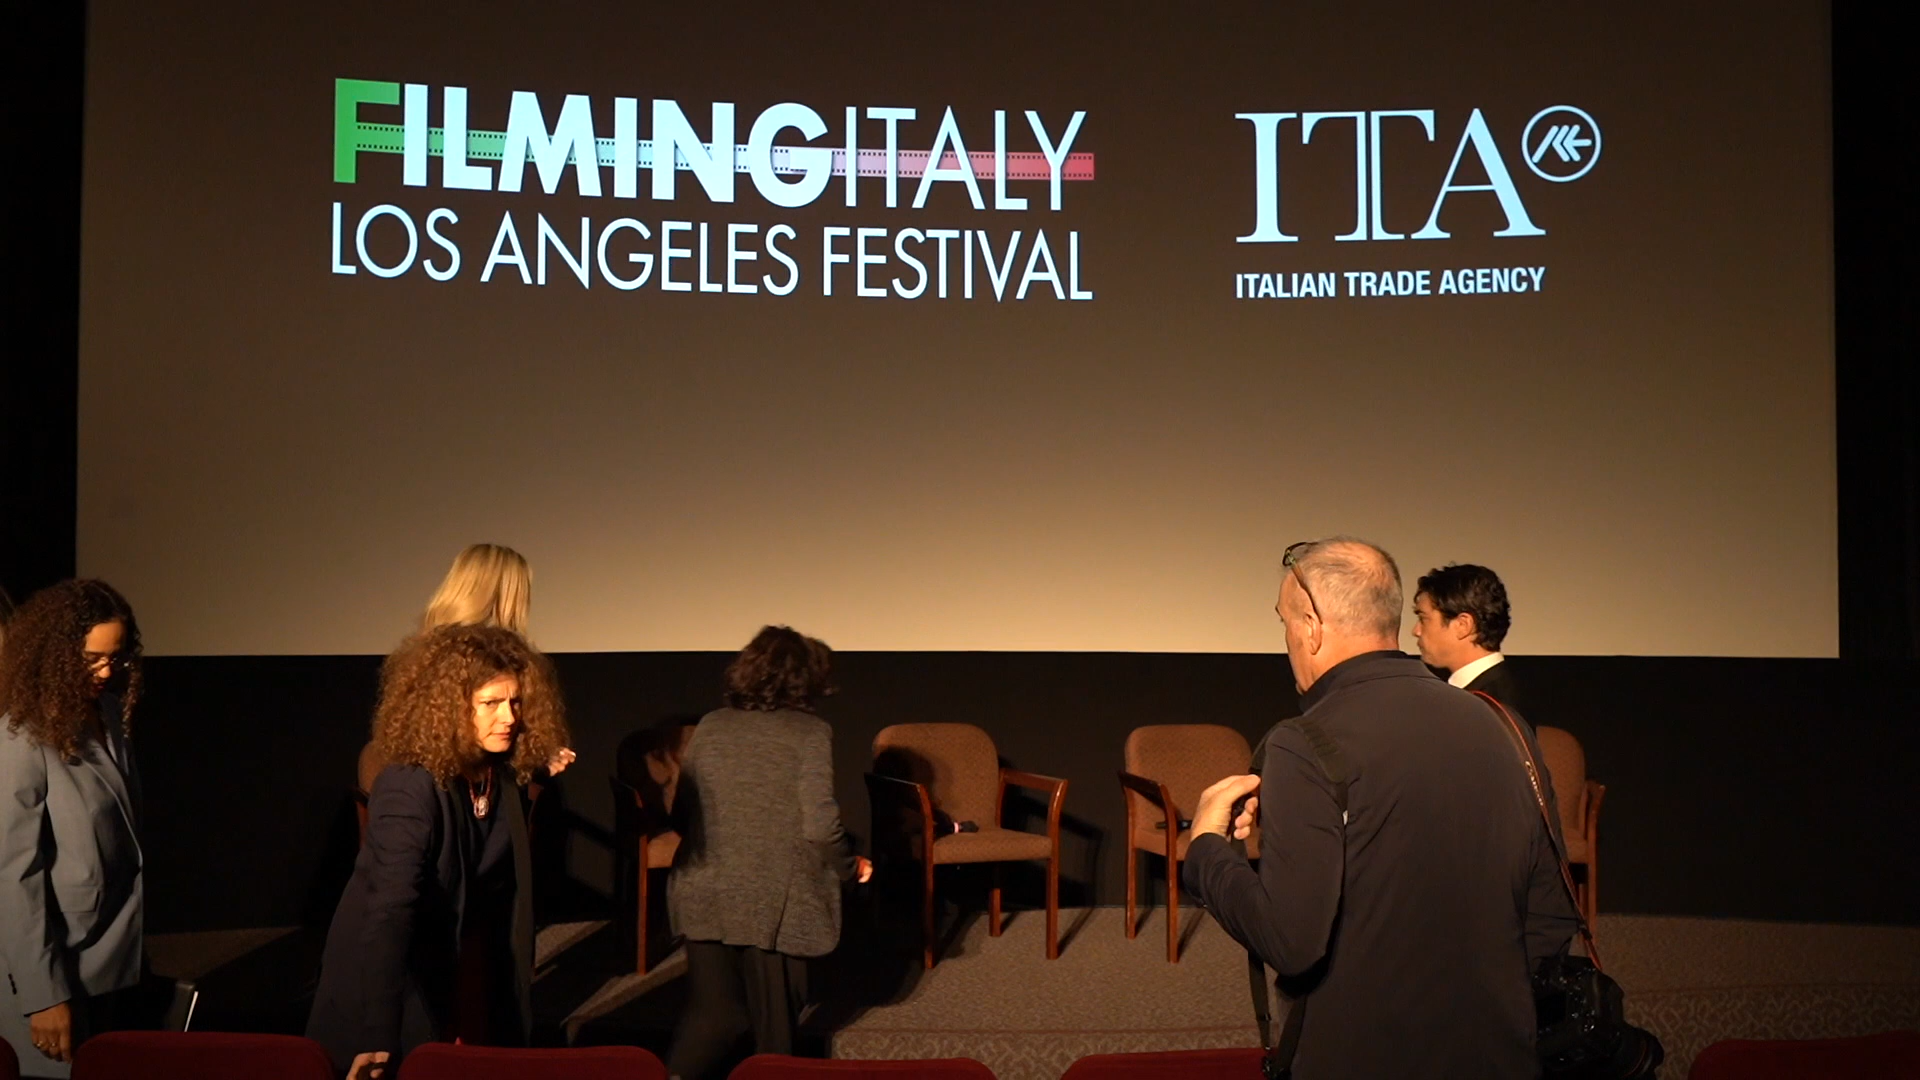 FILMINGITALY
LOS ANGELES FESTIVAL
ITA
ITALIAN TRADE AGENCY